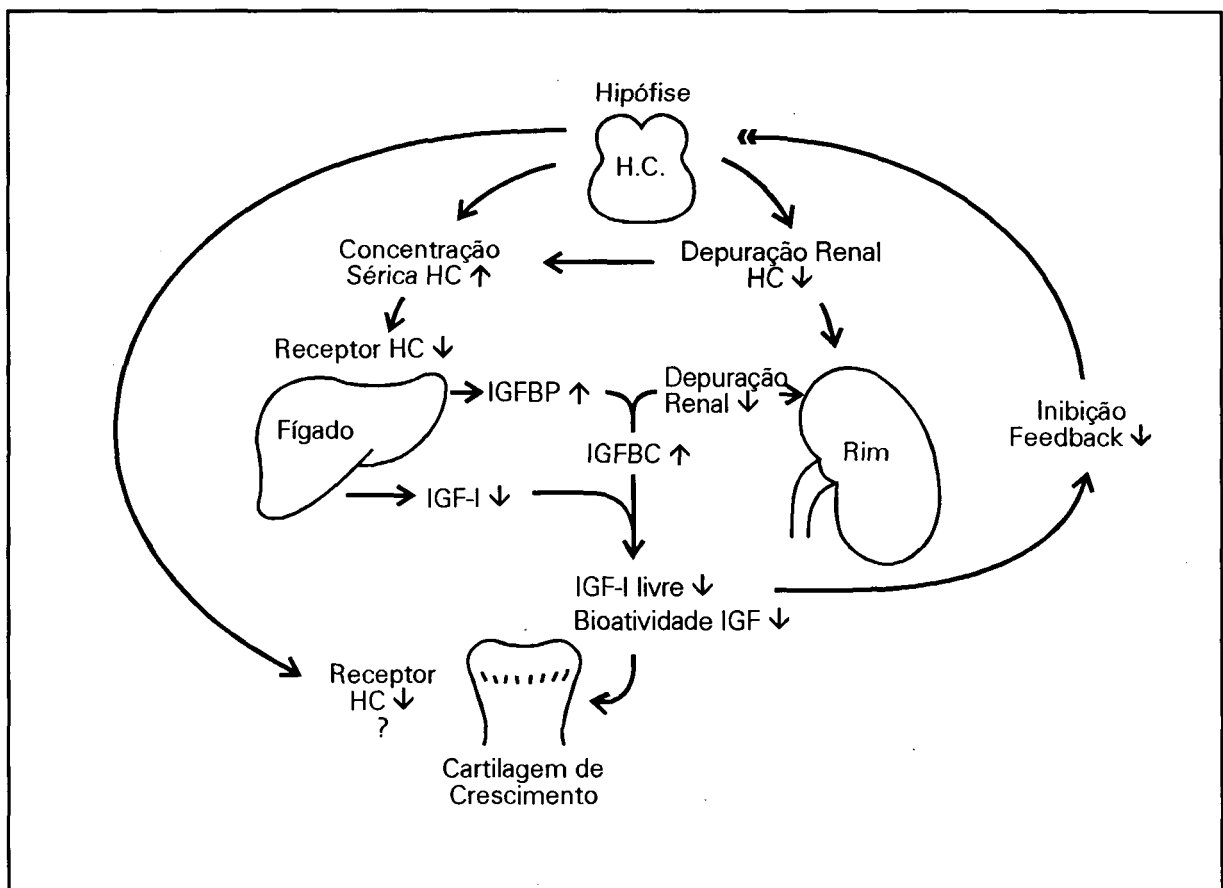 Hipófise
H.C.
Concentração
Sérica HC ↑
Depuração Renal
HC ↓
Receptor HC ↓
IGFBP ↑
Depuração
Renal ↓
Fígado
IGFBC ↑
Rim
Inibição
Feedback ↓
IGF-I ↓
IGF-I livre ↓
Bioatividade IGF ↓
Receptor
HC ↓
?
Cartilagem de
Crescimento